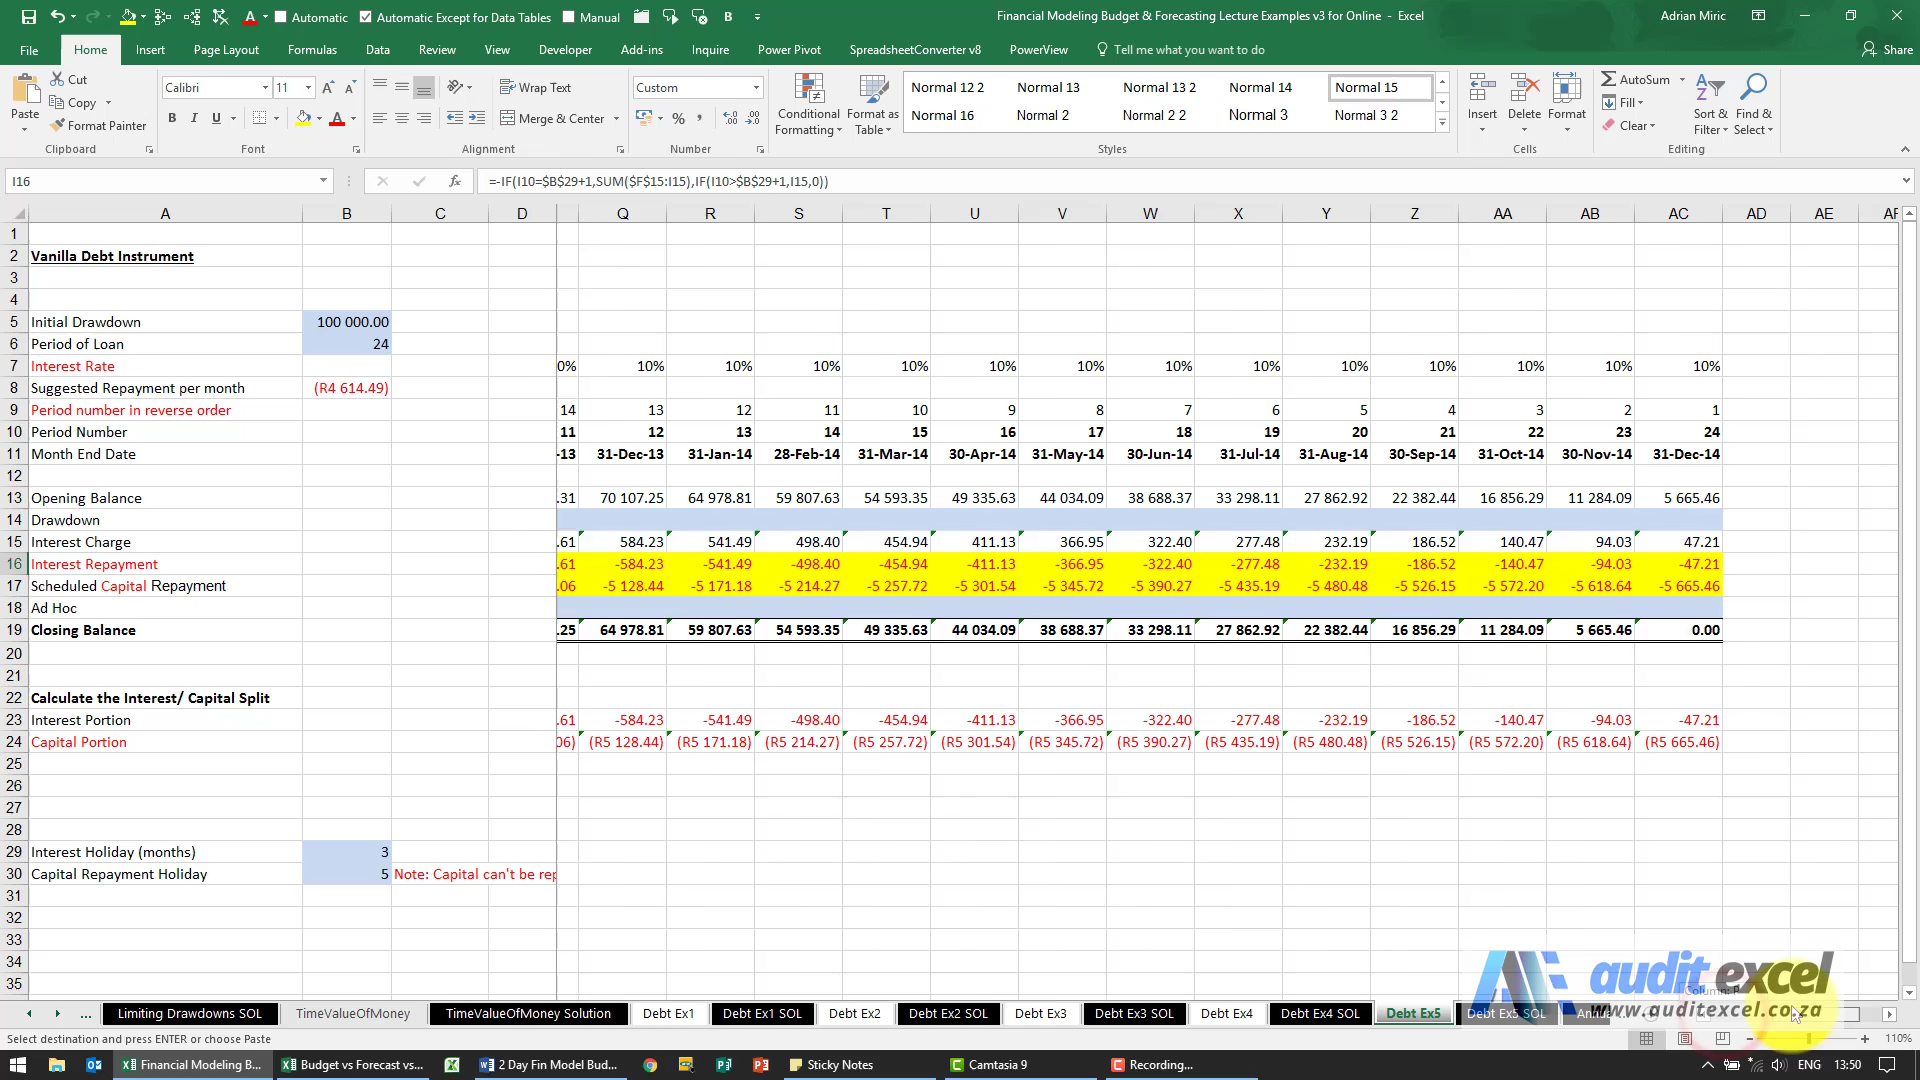 Automatic Automatic Except for Data Tables Manual B Financial Modeling Budget & Forecasting Lecture Examples v3 for Online - Excel Adrian Miric
File Home Insert Page Layout Formulas Data Review View Developer Add-ins Inquire Power Pivot SpreadsheetConverter v8 PowerView Tell me what you want to do Share
Cut Calibri 11 Wrap Text Custom Normal 12 2 Normal 13 Normal 13 2 Normal 14 Normal 15 AutoSum
Copy Fill
Paste Format Painter B I U Merge & Center % Conditional Formatting Format as Table Normal 16 Normal 2 Normal 2 2 Normal 3 Normal 3 2 Insert Delete Format Clear Sort & Filter Find & Select
Clipboard Font Alignment Number Styles Cells Editing
I16 fx =-IF(I10=$B$29+1,SUM($F$15:I15),IF(I10>$B$29+1,I15,0))
A B C D Q R S T U V W X Y Z AA AB AC AD AE AF
1
2 Vanilla Debt Instrument
3
4
5 Initial Drawdown 100 000.00
6 Period of Loan 24
7 Interest Rate 0% 10% 10% 10% 10% 10% 10% 10% 10% 10% 10% 10% 10% 10%
8 Suggested Repayment per month (R4 614.49)
9 Period number in reverse order 14 13 12 11 10 9 8 7 6 5 4 3 2 1
10 Period Number 11 12 13 14 15 16 17 18 19 20 21 22 23 24
11 Month End Date -13 31-Dec-13 31-Jan-14 28-Feb-14 31-Mar-14 30-Apr-14 31-May-14 30-Jun-14 31-Jul-14 31-Aug-14 30-Sep-14 31-Oct-14 30-Nov-14 31-Dec-14
12
13 Opening Balance .31 70 107.25 64 978.81 59 807.63 54 593.35 49 335.63 44 034.09 38 688.37 33 298.11 27 862.92 22 382.44 16 856.29 11 284.09 5 665.46
14 Drawdown
15 Interest Charge .61 584.23 541.49 498.40 454.94 411.13 366.95 322.40 277.48 232.19 186.52 140.47 94.03 47.21
16 Interest Repayment .61 -584.23 -541.49 -498.40 -454.94 -411.13 -366.95 -322.40 -277.48 -232.19 -186.52 -140.47 -94.03 -47.21
17 Scheduled Capital Repayment .06 -5 128.44 -5 171.18 -5 214.27 -5 257.72 -5 301.54 -5 345.72 -5 390.27 -5 435.19 -5 480.48 -5 526.15 -5 572.20 -5 618.64 -5 665.46
18 Ad Hoc
19 Closing Balance .25 64 978.81 59 807.63 54 593.35 49 335.63 44 034.09 38 688.37 33 298.11 27 862.92 22 382.44 16 856.29 11 284.09 5 665.46 0.00
20
21
22 Calculate the Interest/ Capital Split
23 Interest Portion .61 -584.23 -541.49 -498.40 -454.94 -411.13 -366.95 -322.40 -277.48 -232.19 -186.52 -140.47 -94.03 -47.21
24 Capital Portion 06) (R5 128.44) (R5 171.18) (R5 214.27) (R5 257.72) (R5 301.54) (R5 345.72) (R5 390.27) (R5 435.19) (R5 480.48) (R5 526.15) (R5 572.20) (R5 618.64) (R5 665.46)
25
26
27
28
29 Interest Holiday (months) 3
30 Capital Repayment Holiday 5 Note: Capital can't be rep
31
32
33
34
35
audit excel
www.auditexcel.co.za
... Limiting Drawdowns SOL TimeValueOfMoney TimeValueOfMoney Solution Debt Ex1 Debt Ex1 SOL Debt Ex2 Debt Ex2 SOL Debt Ex3 Debt Ex3 SOL Debt Ex4 Debt Ex4 SOL Debt Ex5 Debt Ex5 SOL
Select destination and press ENTER or choose Paste 110%
Financial Modeling B... Budget vs Forecast vs... 2 Day Fin Model Bud... Sticky Notes Camtasia 9 Recording... ENG 13:50